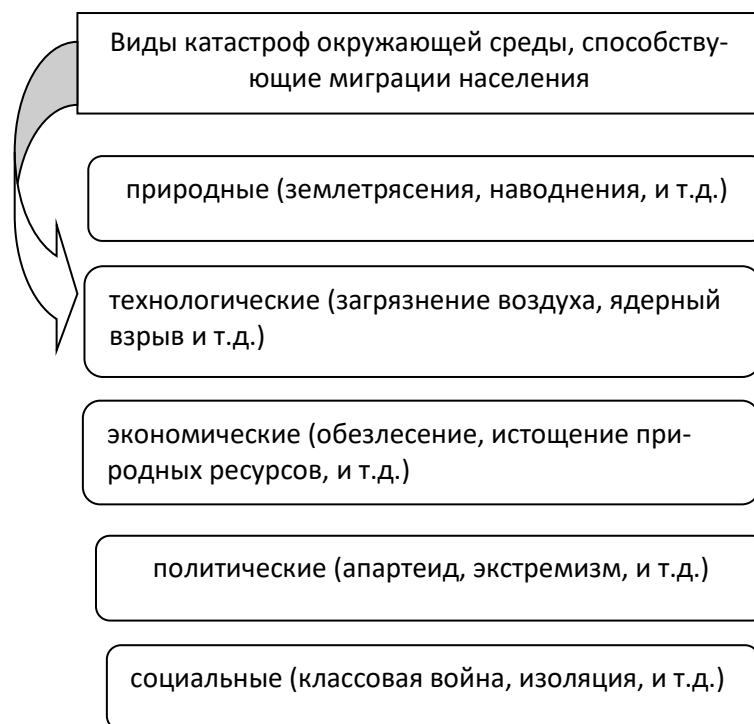 Виды катастроф окружающей среды, способству-
ющие миграции населения
природные (землетрясения, наводнения, и т.д.)
технологические (загрязнение воздуха, ядерный
взрыв и т.д.)
экономические (обезлесение, истощение при-
родных ресурсов, и т.д.)
политические (апартеид, экстремизм, и т.д.)
социальные (классовая война, изоляция, и т.д.)